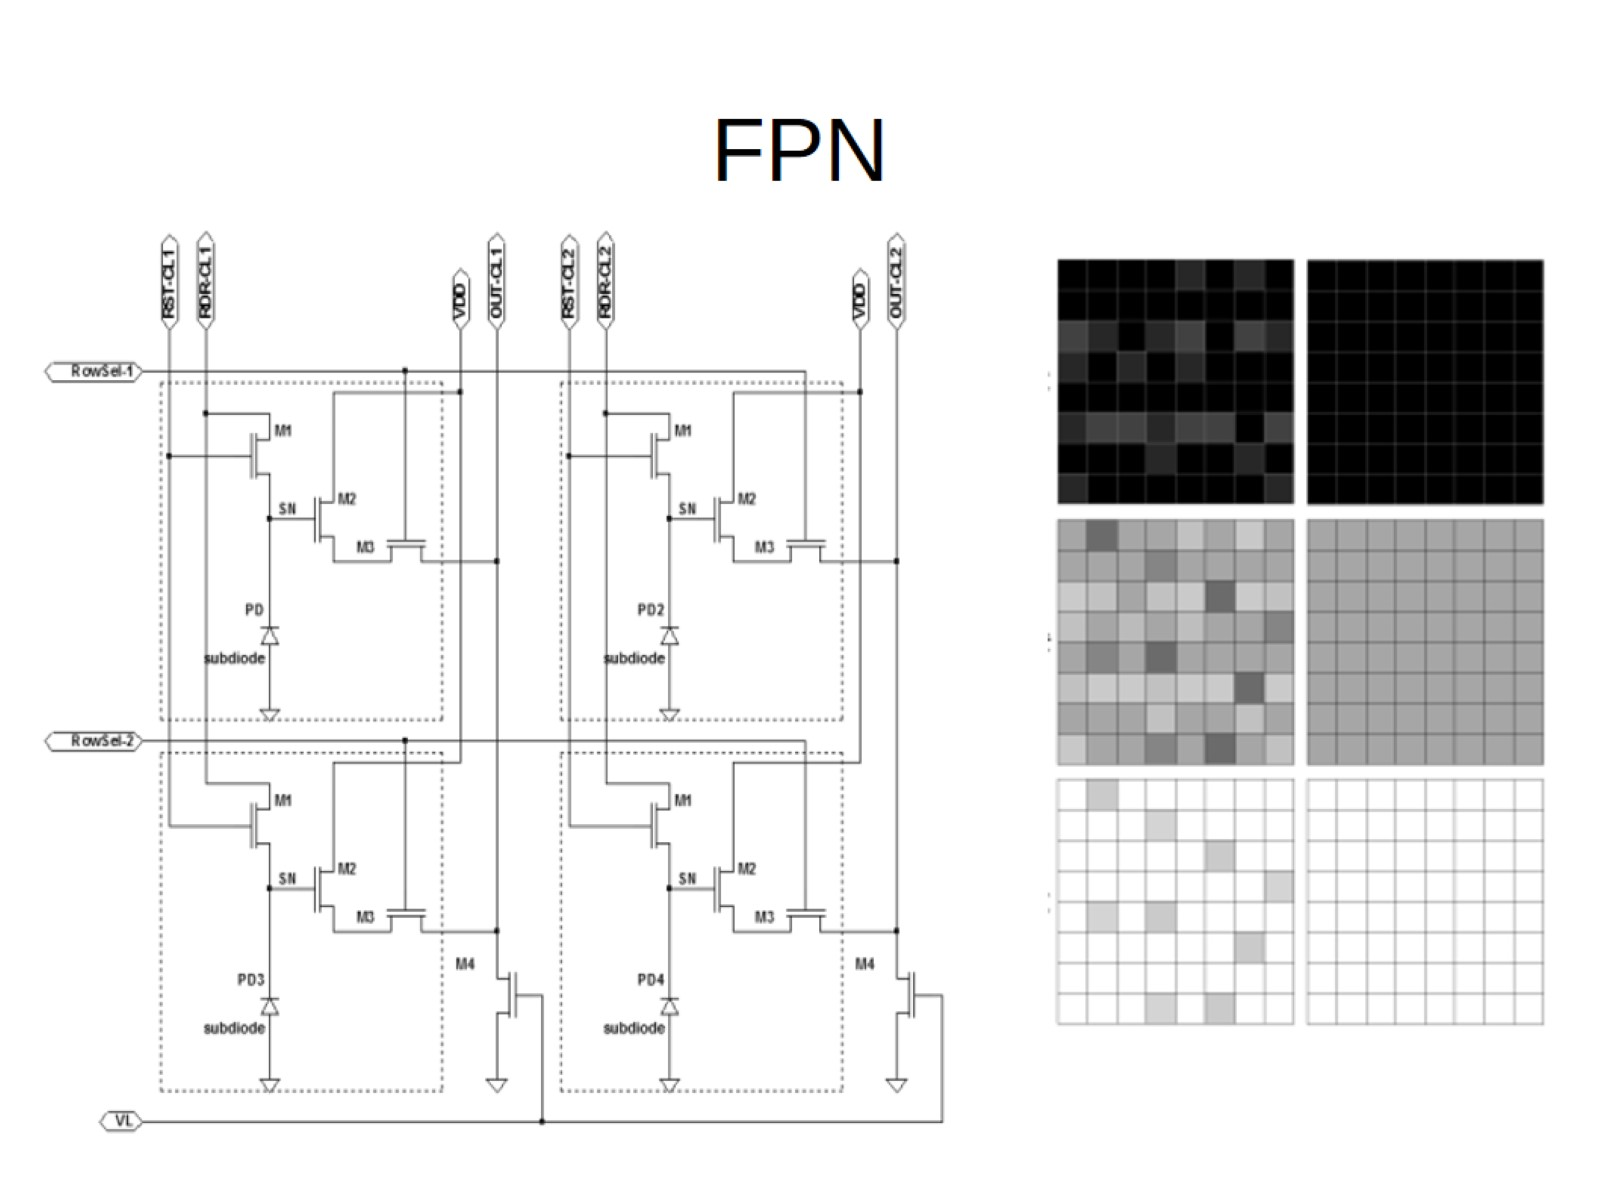 FPN
RST-CL1
RDR-CL1
VDD
OUT-CL1
RST-CL2
RDR-CL2
VDD
OUT-CL2
RowSel-1
M1
M1
SN
M2
SN
M2
M3
M3
PD
PD2
subdiode
subdiode
RowSel-2
M1
M1
SN
M2
SN
M2
M3
M3
M4
M4
PD3
PD4
subdiode
subdiode
VL